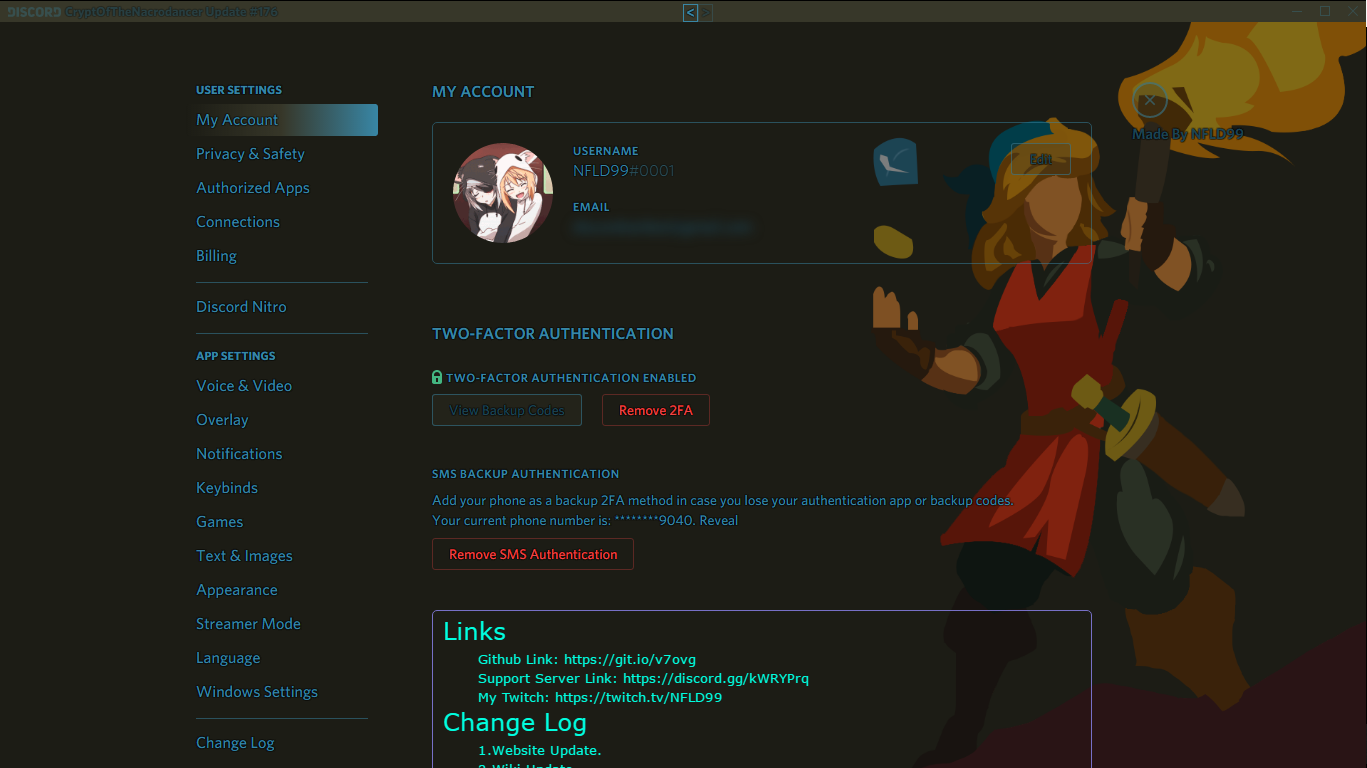 DISCORD CryptOfTheNacrodancer Update #176
< >
USER SETTINGS
My Account
Privacy & Safety
Authorized Apps
Connections
Billing
Discord Nitro
APP SETTINGS
Voice & Video
Overlay
Notifications
Keybinds
Games
Text & Images
Appearance
Streamer Mode
Language
Windows Settings
Change Log
MY ACCOUNT
Made By NFLD99
USERNAME
NFLD99#0001
Edit
EMAIL
TWO-FACTOR AUTHENTICATION
TWO-FACTOR AUTHENTICATION ENABLED
View Backup Codes
Remove 2FA
SMS BACKUP AUTHENTICATION
Add your phone as a backup 2FA method in case you lose your authentication app or backup codes.
Your current phone number is: ********9040. Reveal
Remove SMS Authentication
Links
Github Link: https://git.io/v7ovg
Support Server Link: https://discord.gg/kWRYPrq
My Twitch: https://twitch.tv/NFLD99
Change Log
1.Website Update.
2.Wiki Update